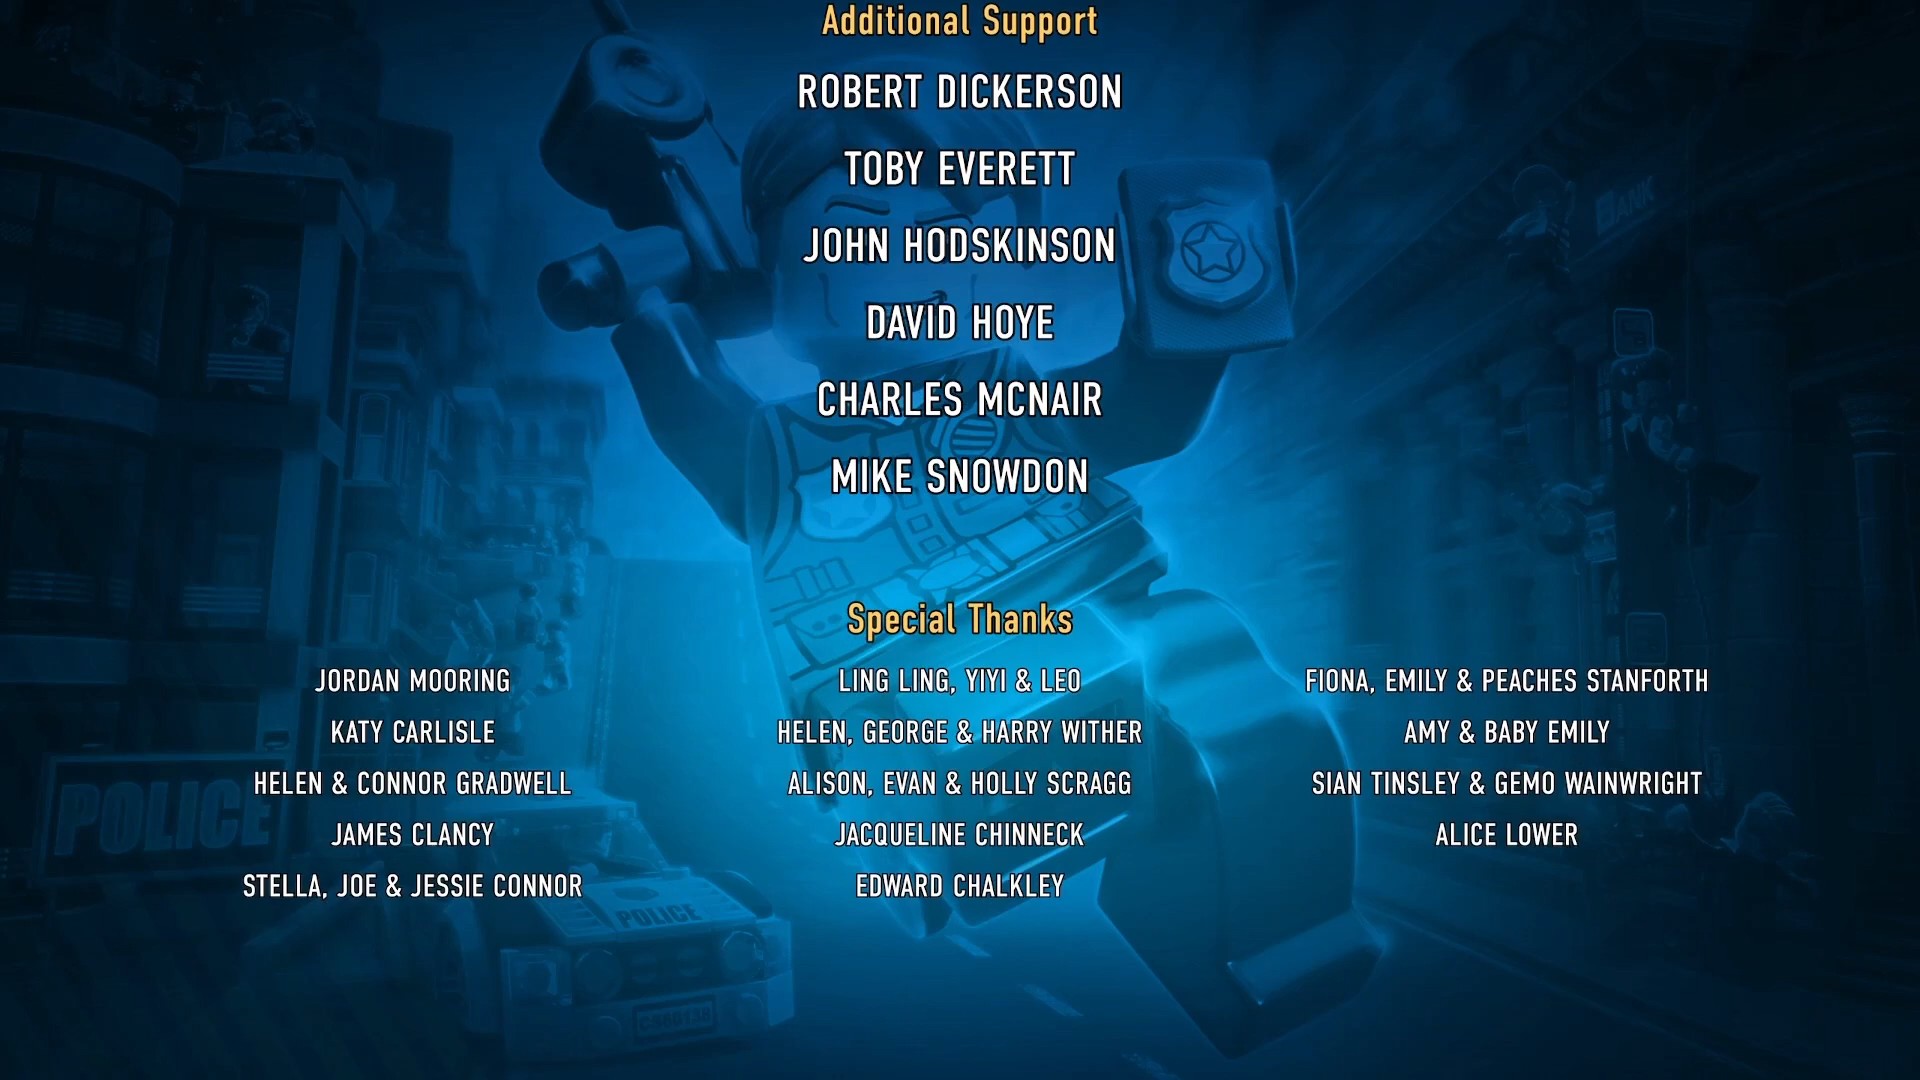 Additional Support
ROBERT DICKERSON
TOBY EVERETT
JOHN HODSKINSON
DAVID HOYE
CHARLES MCNAIR
MIKE SNOWDON
Special Thanks
JORDAN MOORING
KATY CARLISLE
HELEN & CONNOR GRADWELL
JAMES CLANCY
STELLA, JOE & JESSIE CONNOR
LING LING, YIYI & LEO
HELEN, GEORGE & HARRY WITHER
ALISON, EVAN & HOLLY SCRAGG
JACQUELINE CHINNECK
EDWARD CHALKLEY
FIONA, EMILY & PEACHES STANFORTH
AMY & BABY EMILY
SIAN TINSLEY & GEMO WAINWRIGHT
ALICE LOWER
BANK
POLICE
POLICE